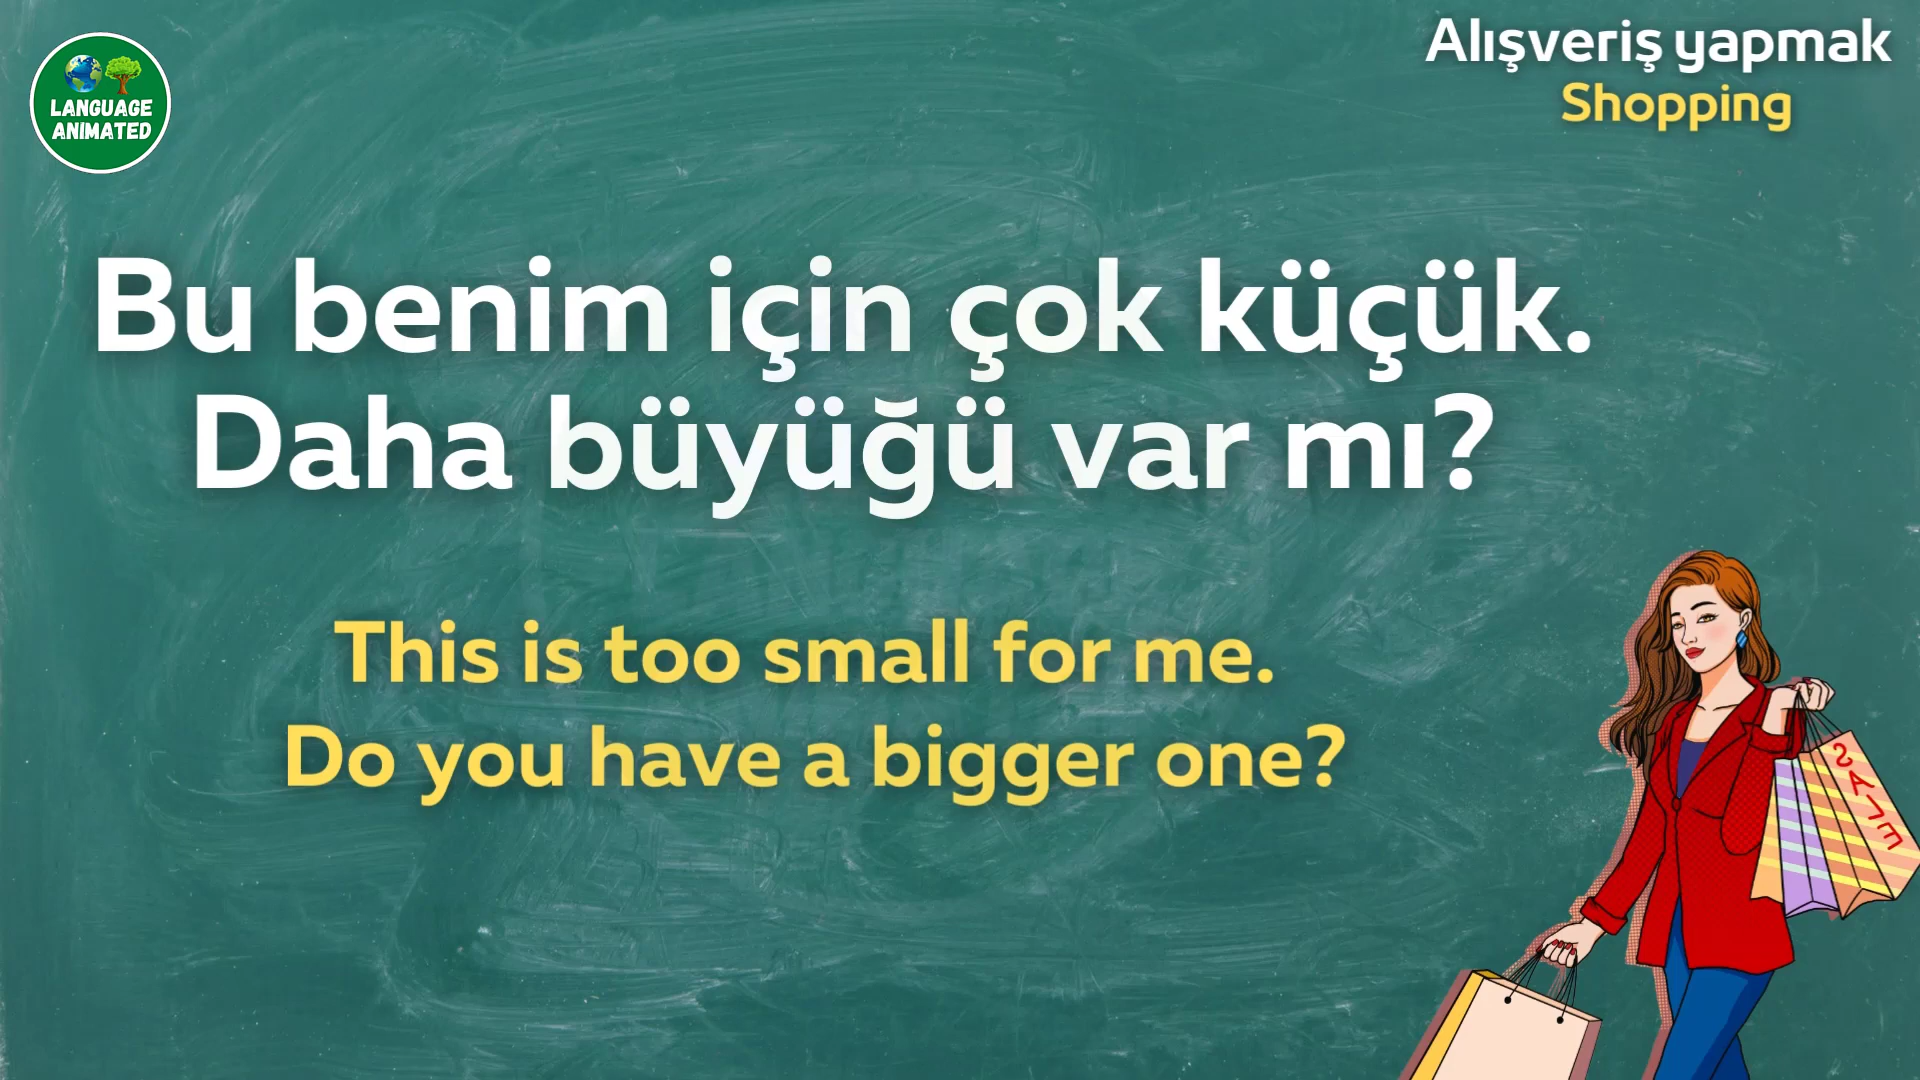 LANGUAGE
ANIMATED
Alışveriş yapmak
Shopping
Bu benim için çok küçük.
Daha büyüğü var mı?
This is too small for me.
Do you have a bigger one?
SALE